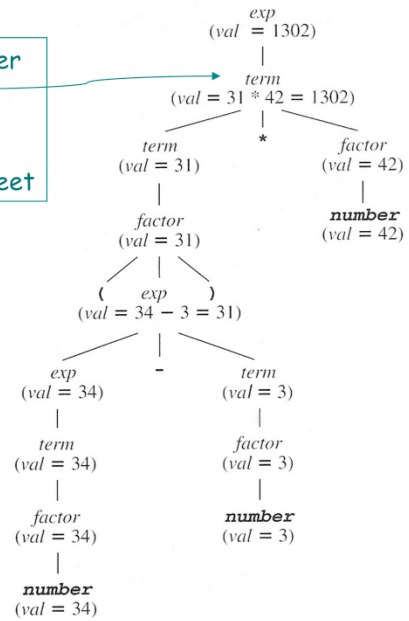 er
eet
exp
(val = 1302)
term
(val = 31 * 42 = 1302)
term * factor
(val = 31) (val = 42)
factor number
(val = 31) (val = 42)
( exp )
(val = 34 − 3 = 31)
exp - term
(val = 34) (val = 3)
term factor
(val = 34) (val = 3)
factor number
(val = 34) (val = 3)
number
(val = 34)